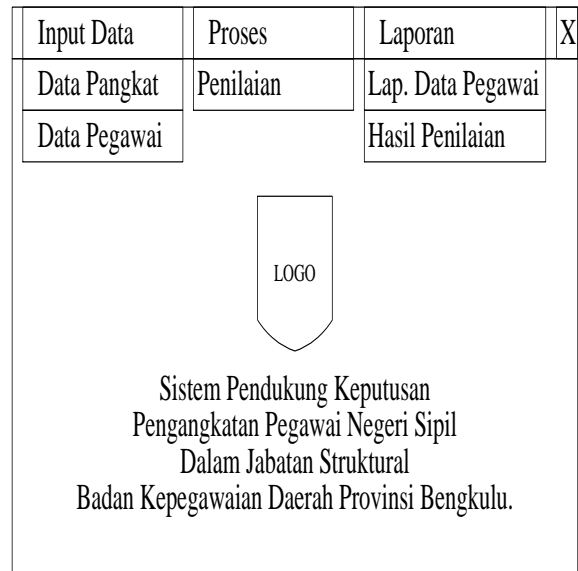 Input Data Proses Laporan X
Data Pangkat Penilaian Lap. Data Pegawai
Data Pegawai Hasil Penilaian
LOGO
Sistem Pendukung Keputusan
Pengangkatan Pegawai Negeri Sipil
Dalam Jabatan Struktural
Badan Kepegawaian Daerah Provinsi Bengkulu.